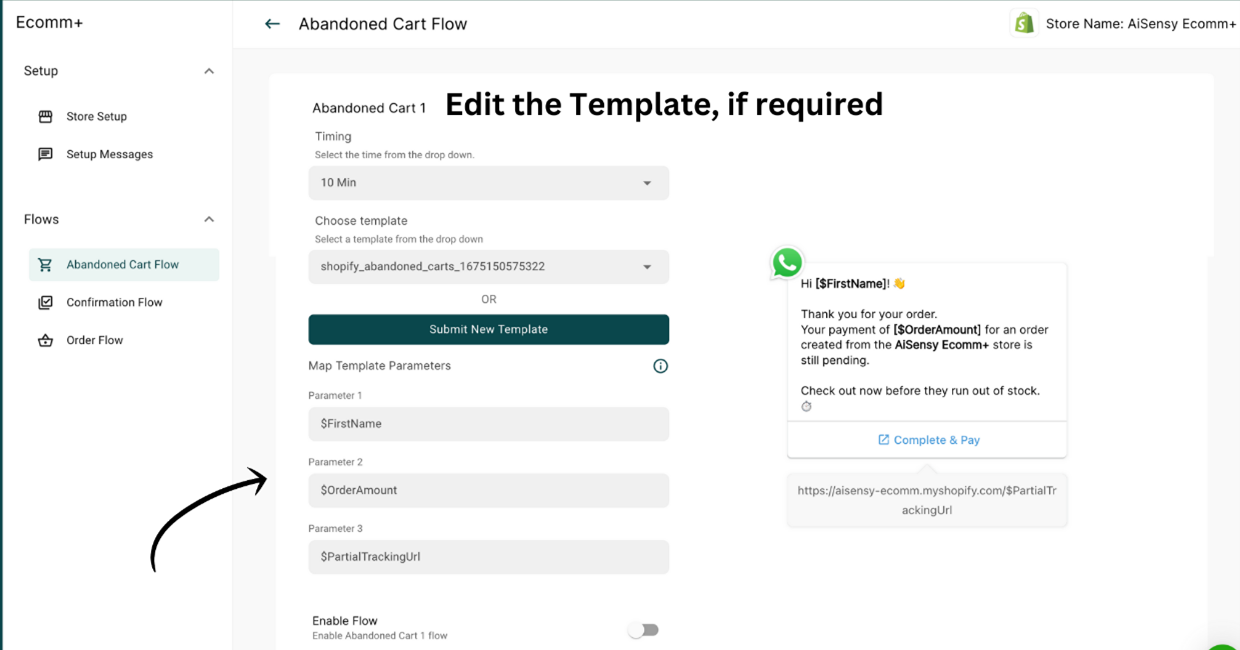 Ecomm+
Setup
Store Setup
Setup Messages
Flows
Abandoned Cart Flow
Confirmation Flow
Order Flow
Abandoned Cart Flow
Store Name: AiSensy Ecomm+
Abandoned Cart 1
Edit the Template, if required
Timing
Select the time from the drop down.
10 Min
Choose template
Select a template from the drop down
shopify_abandoned_carts_1675150575322
OR
Submit New Template
Map Template Parameters
Parameter 1
$FirstName
Parameter 2
$OrderAmount
Parameter 3
$PartialTrackingUrl
Enable Flow
Enable Abandoned Cart 1 flow
Hi [$FirstName]! 👋
Thank you for your order.
Your payment of [$OrderAmount] for an order
created from the AiSensy Ecomm+ store is
still pending.
Check out now before they run out of stock.
⏱
Complete & Pay
https://aisensy-ecomm.myshopify.com/$PartialTr
ackingUrl